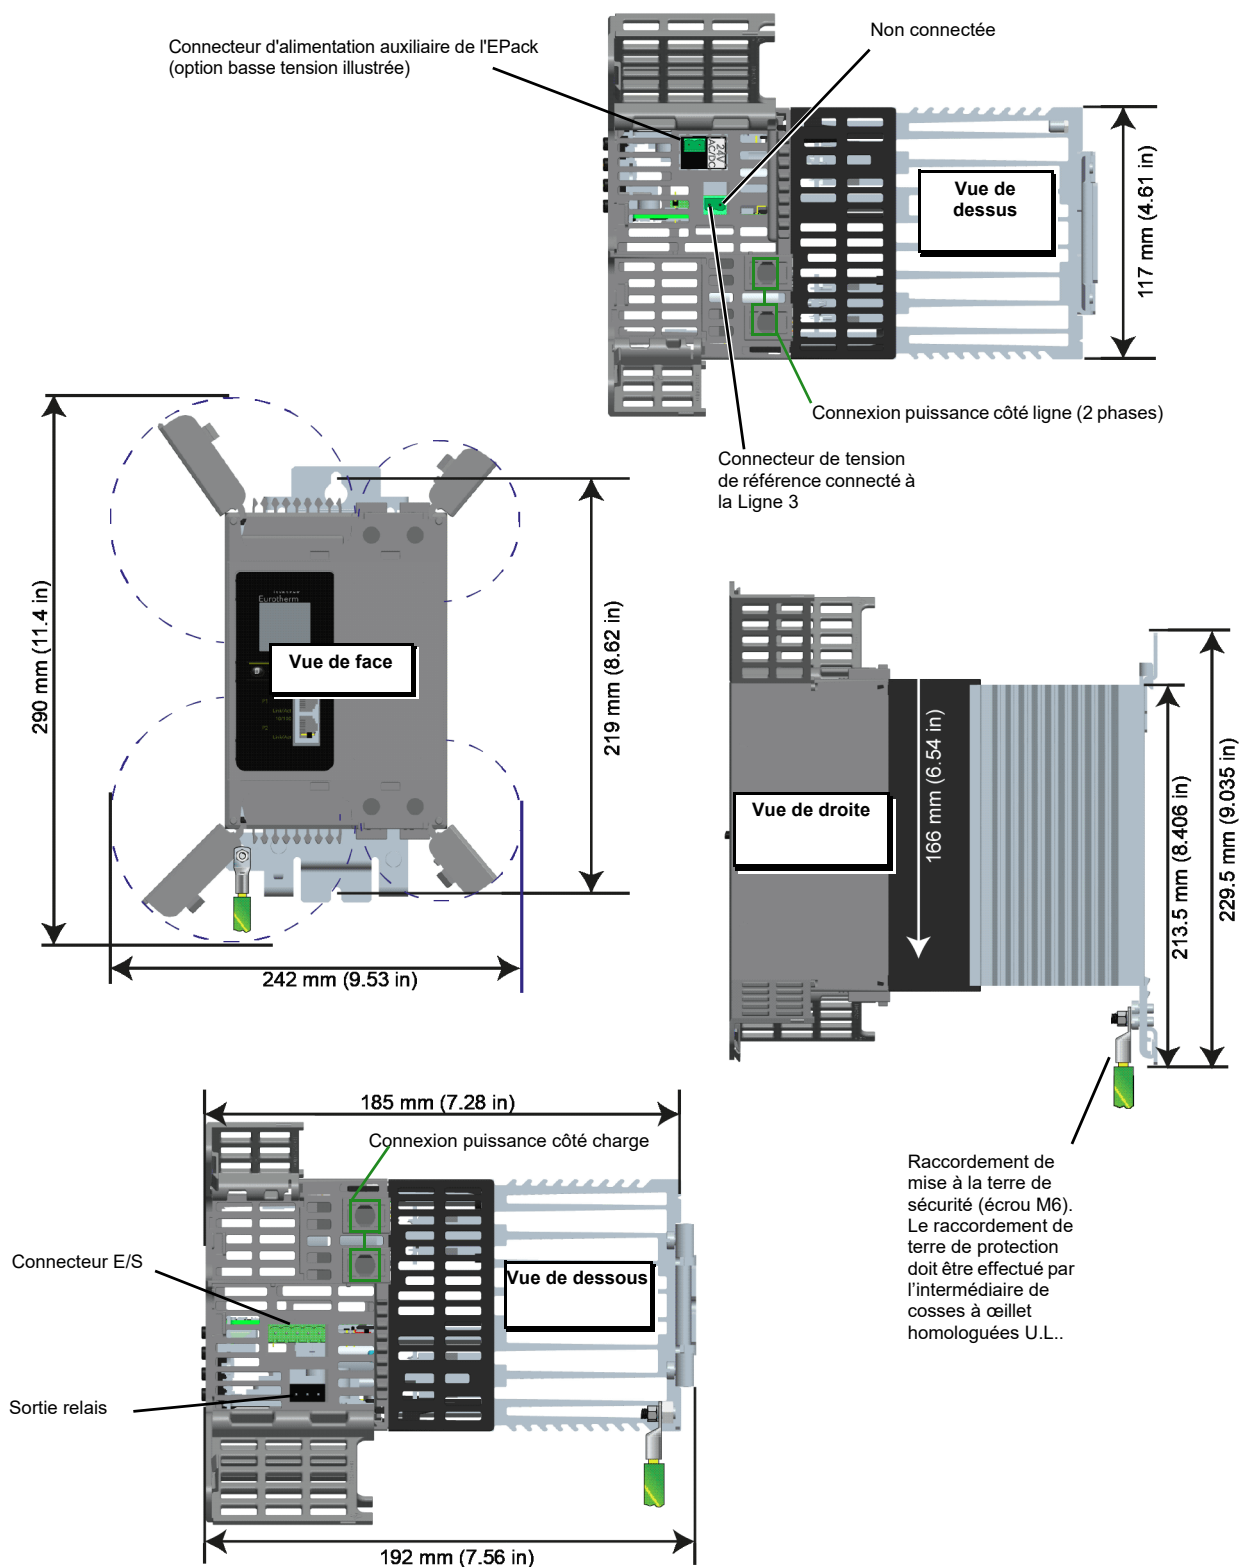 Connecteur d'alimentation auxiliaire de l'EPack
(option basse tension illustrée)
Non connectée
24V
AC/DC
Vue de
dessus
117 mm (4.61 in)
Connexion puissance côté ligne (2 phases)
Connecteur de tension
de référence connecté à
la Ligne 3
290 mm (11.4 in)
Eurotherm
Vue de face
219 mm (8.62 in)
242 mm (9.53 in)
Vue de droite
166 mm (6.54 in)
213.5 mm (8.406 in)
229.5 mm (9.035 in)
Raccordement de
mise à la terre de
sécurité (écrou M6).
Le raccordement de
terre de protection
doit être effectué par
l’intermédiaire de
cosses à œillet
homologuées U.L..
185 mm (7.28 in)
Connexion puissance côté charge
Connecteur E/S
Vue de dessous
Sortie relais
192 mm (7.56 in)